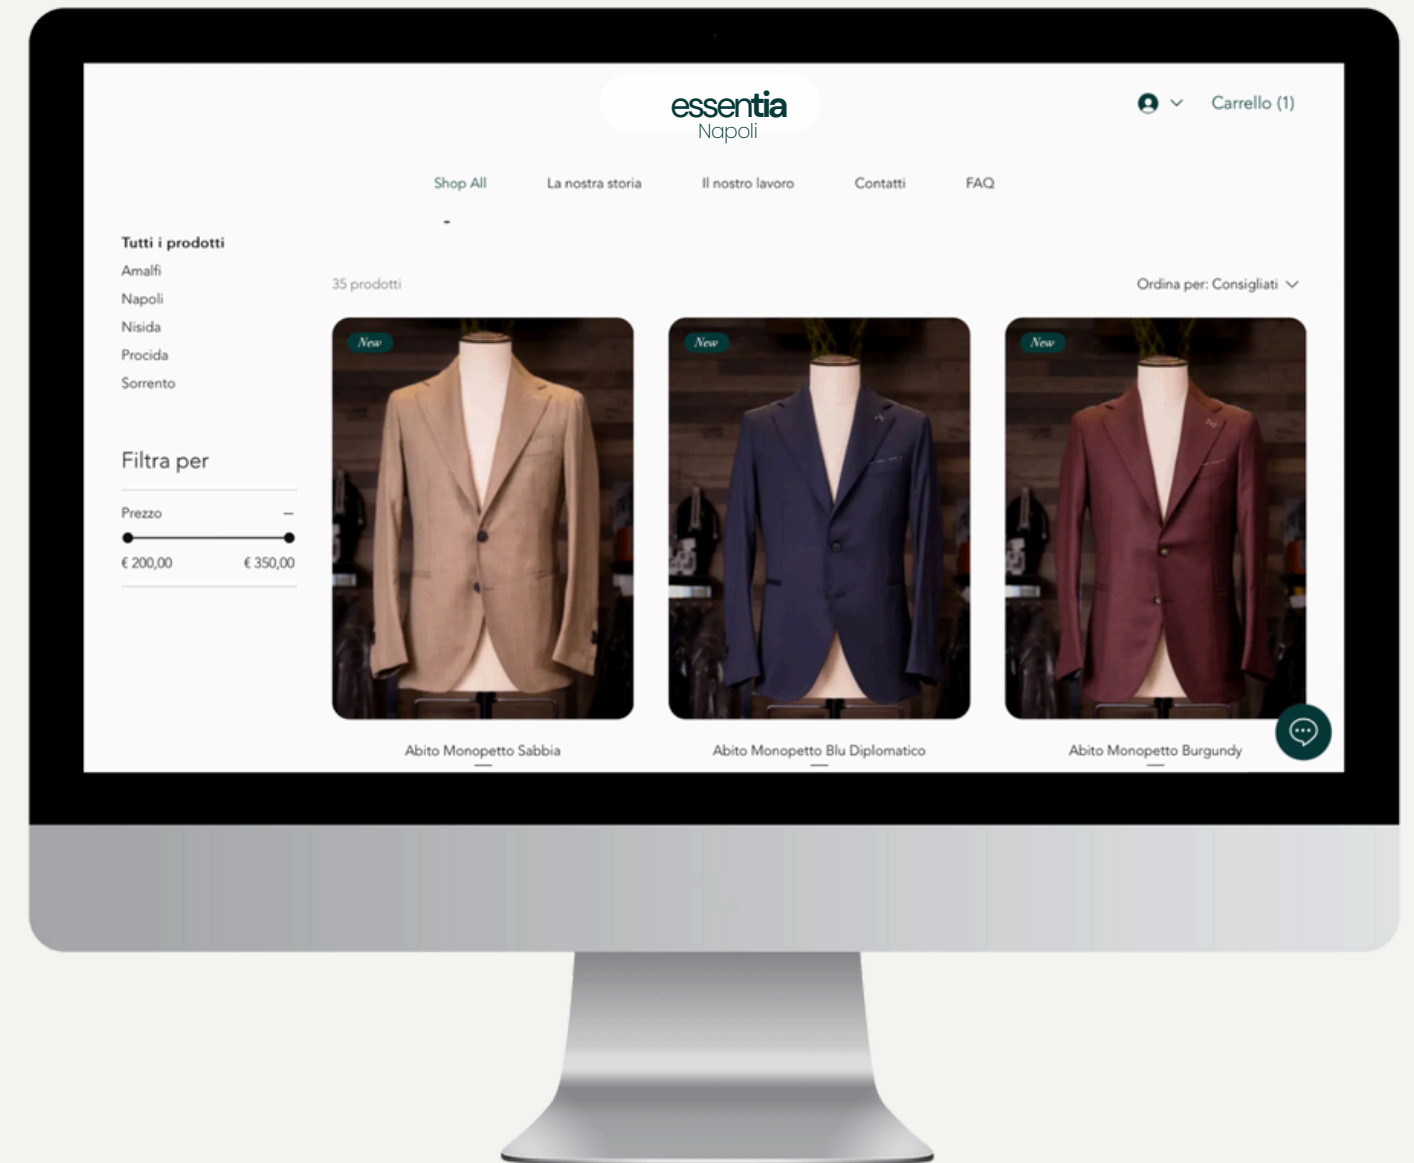 essentia
Napoli
Carrello (1)
Shop All
La nostra storia
Il nostro lavoro
Contatti
FAQ
Tutti i prodotti
Amalfi
Napoli
Nisida
Procida
Sorrento
Filtra per
Prezzo
€ 200,00
€ 350,00
35 prodotti
Ordina per: Consigliati
New
New
New
Abito Monopetto Sabbia
Abito Monopetto Blu Diplomatico
Abito Monopetto Burgundy